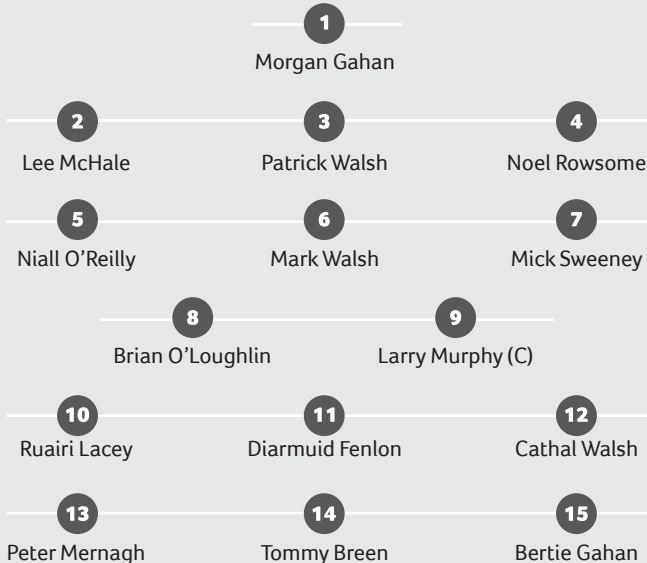 1
Morgan Gahan
2 3 4
Lee McHale Patrick Walsh Noel Rowsome
5 6 7
Niall O’Reilly Mark Walsh Mick Sweeney
8 9
Brian O’Loughlin Larry Murphy (C)
10 11 12
Ruairi Lacey Diarmuid Fenlon Cathal Walsh
13 14 15
Peter Mernagh Tommy Breen Bertie Gahan